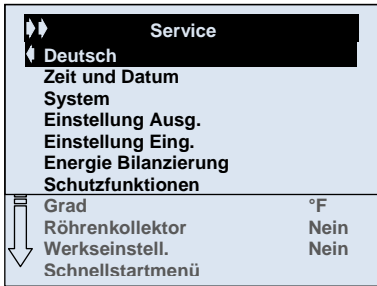 Service
Deutsch
Zeit und Datum
System
Einstellung Ausg.
Einstellung Eing.
Energie Bilanzierung
Schutzfunktionen
Grad °F
Röhrenkollektor Nein
Werkseinstell. Nein
Schnellstartmenü